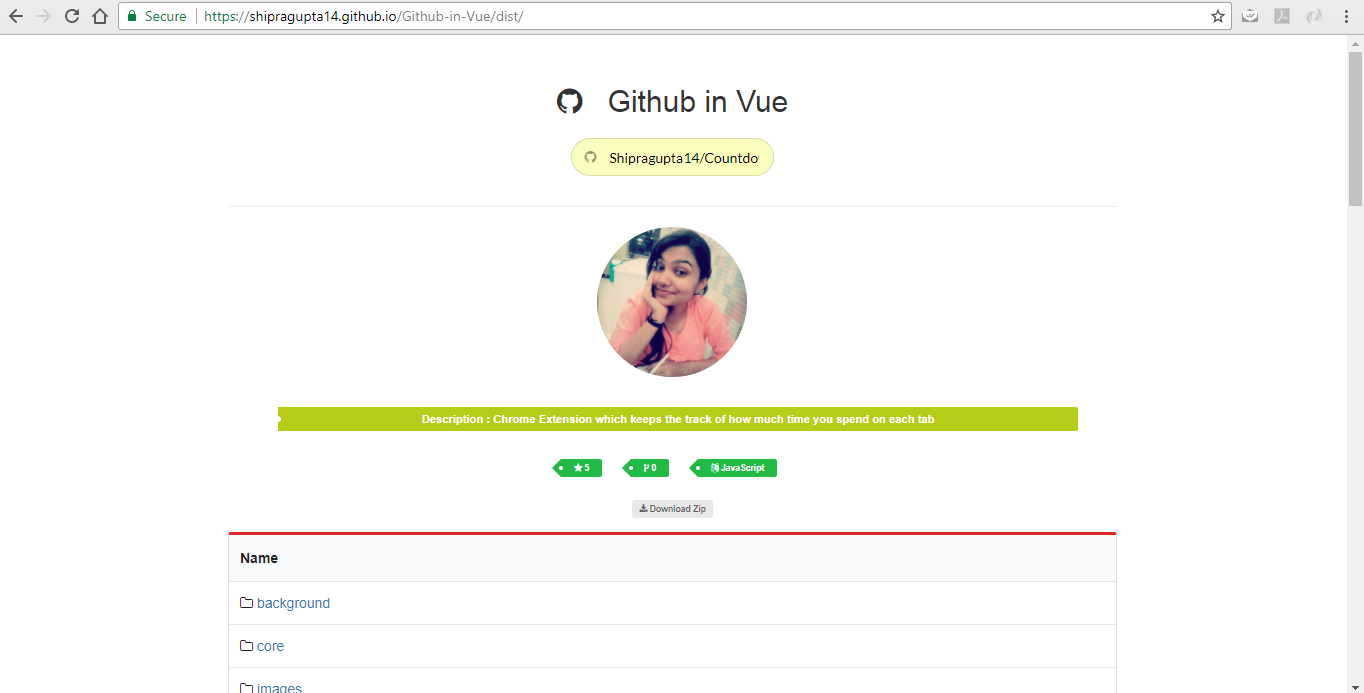 Secure https://shipragupta14.github.io/Github-in-Vue/dist/
Github in Vue
Shipragupta14/Countdo
Description : Chrome Extension which keeps the track of how much time you spend on each tab
5 0 JavaScript
Download Zip
Name
background
core
images